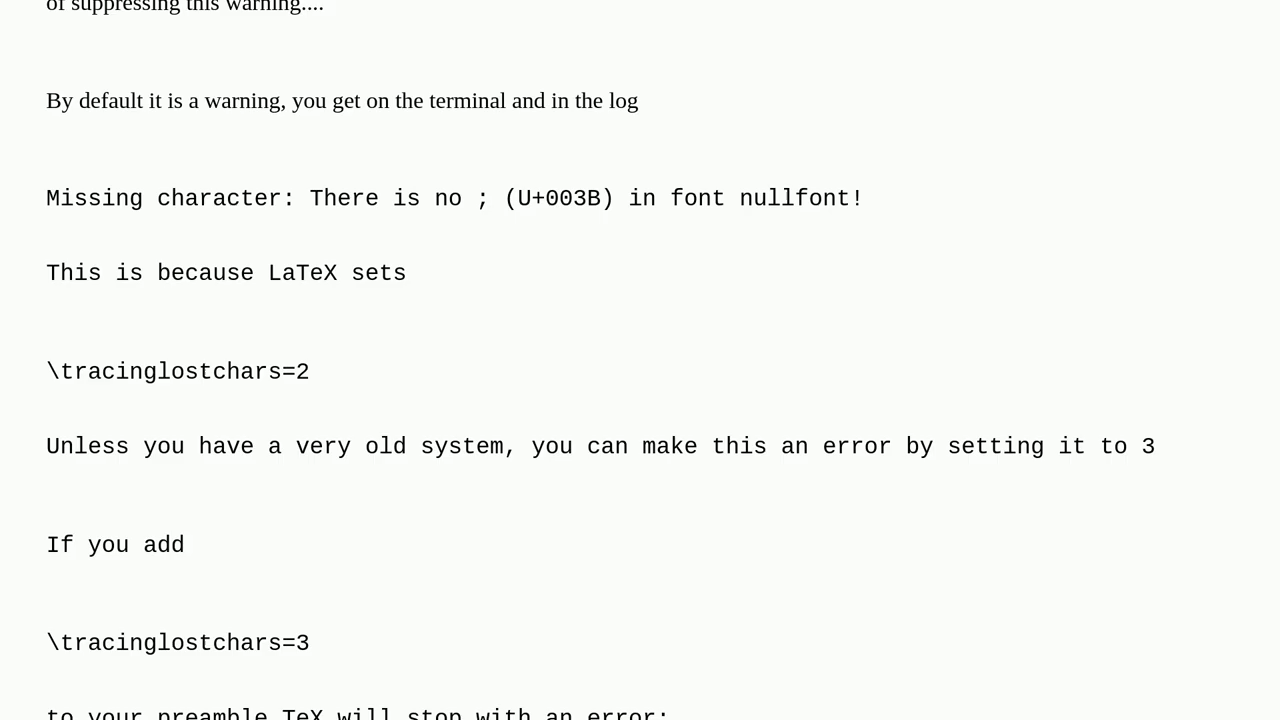 of suppressing this warning....
By default it is a warning, you get on the terminal and in the log
Missing character: There is no ; (U+003B) in font nullfont!
This is because LaTeX sets
\tracinglostchars=2
Unless you have a very old system, you can make this an error by setting it to 3
If you add
\tracinglostchars=3
to your preamble TeX will stop with an error: